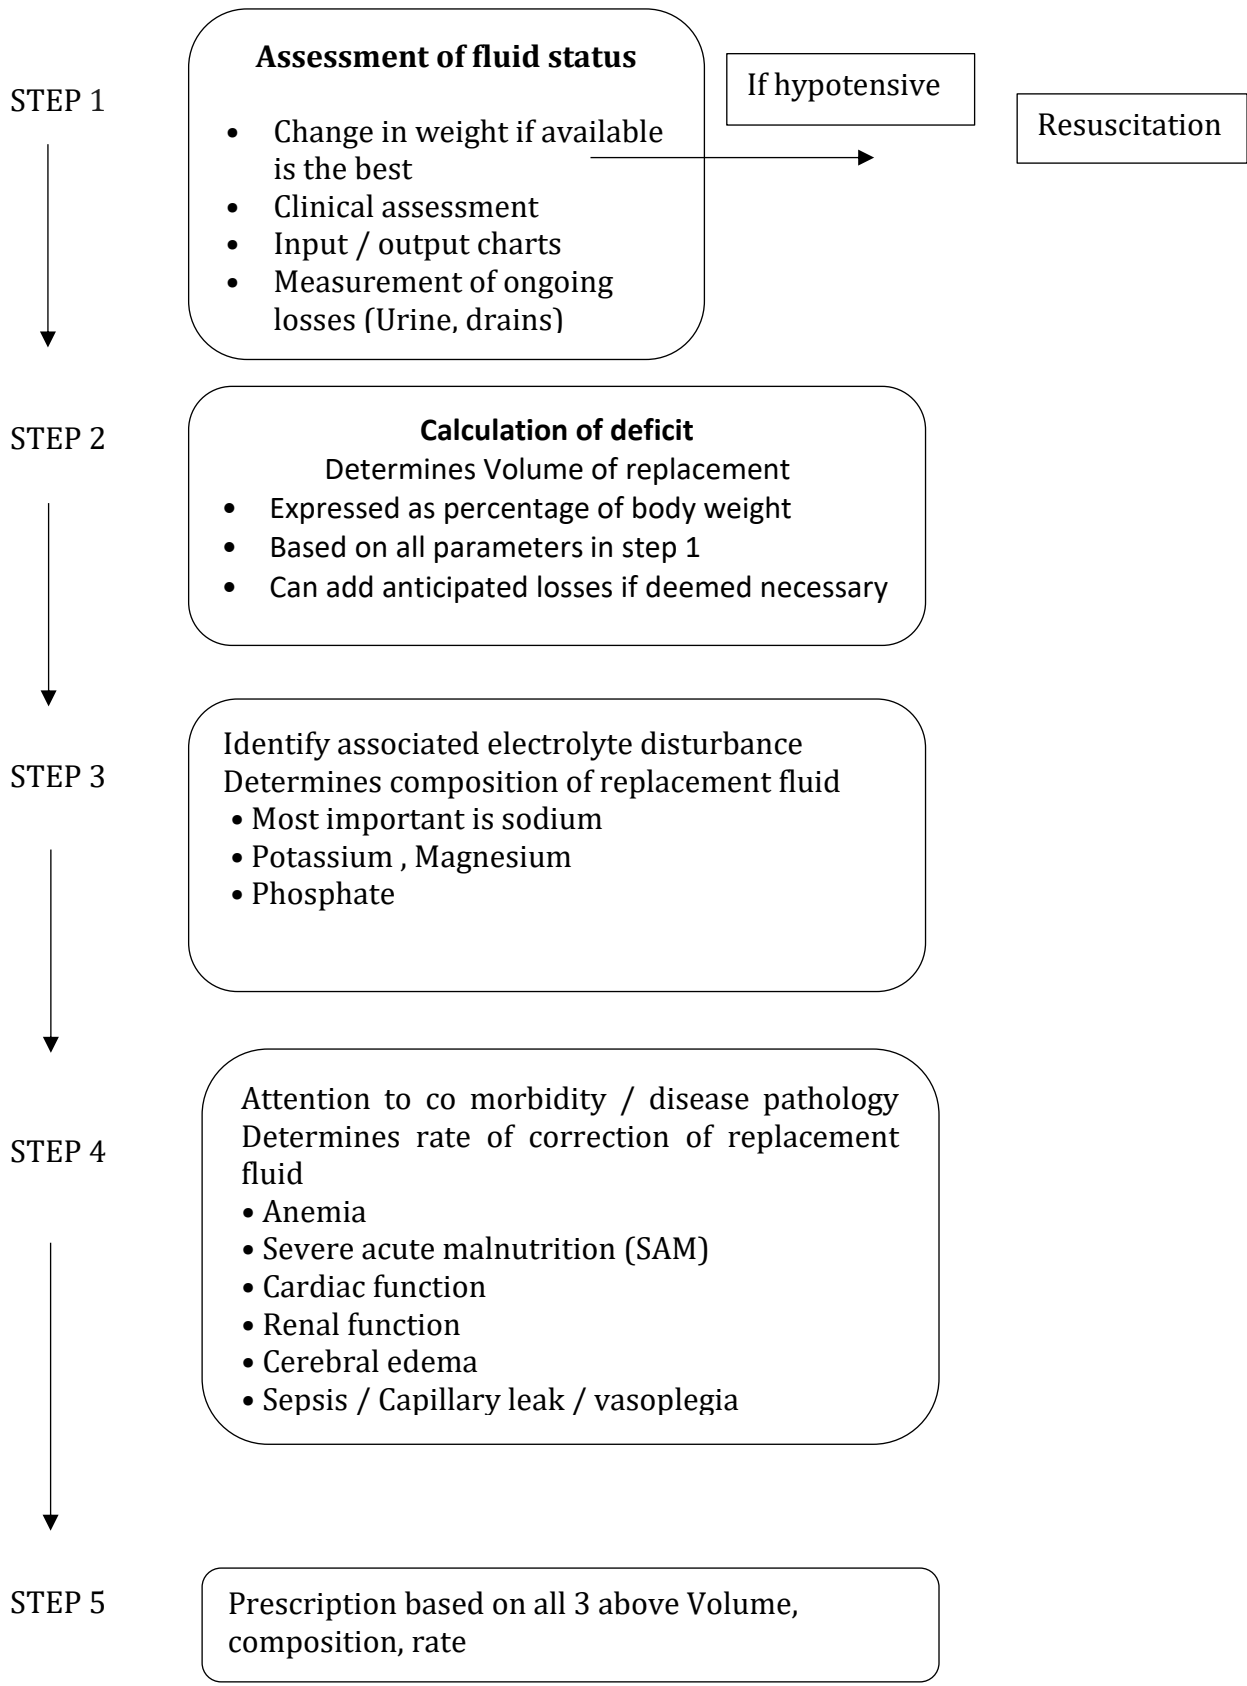 STEP 1
Assessment of fluid status
• Change in weight if available
is the best
• Clinical assessment
• Input / output charts
• Measurement of ongoing
losses (Urine, drains)
If hypotensive
Resuscitation
STEP 2
Calculation of deficit
Determines Volume of replacement
• Expressed as percentage of body weight
• Based on all parameters in step 1
• Can add anticipated losses if deemed necessary
STEP 3
Identify associated electrolyte disturbance
Determines composition of replacement fluid
• Most important is sodium
• Potassium , Magnesium
• Phosphate
STEP 4
Attention to co morbidity / disease pathology
Determines rate of correction of replacement
fluid
• Anemia
• Severe acute malnutrition (SAM)
• Cardiac function
• Renal function
• Cerebral edema
• Sepsis / Capillary leak / vasoplegia
STEP 5
Prescription based on all 3 above Volume,
composition, rate